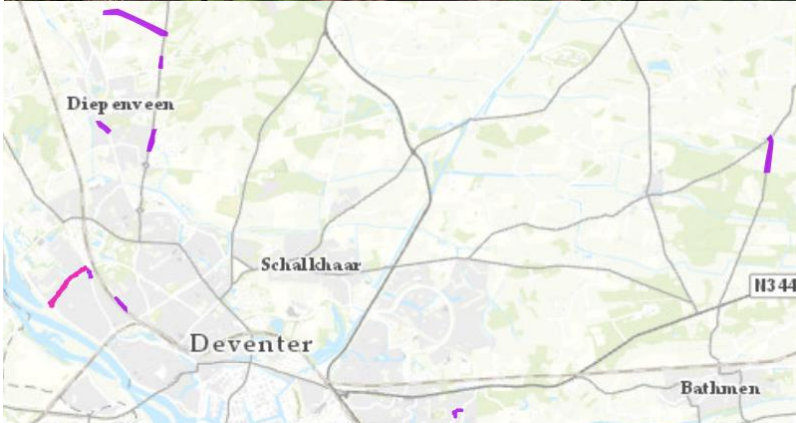 Diepenveen
Schalkhaar
N344
Deventer
Bathmen